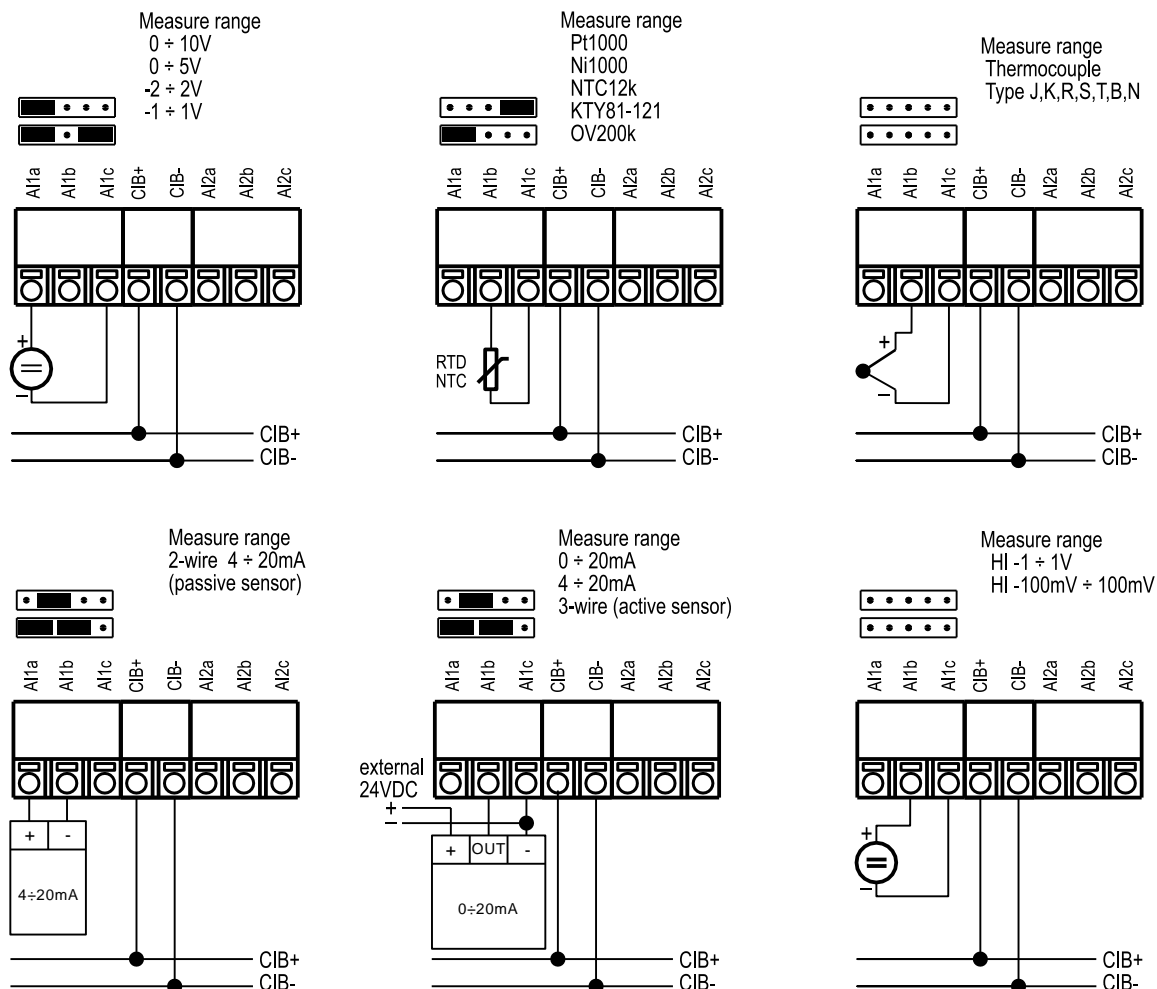 Measure range
0 ÷ 10V
0 ÷ 5V
-2 ÷ 2V
-1 ÷ 1V
AI1a AI1b AI1c CIB+ CIB- AI2a AI2b AI2c
+
=
−
CIB+
CIB-
Measure range
Pt1000
Ni1000
NTC12k
KTY81-121
OV200k
AI1a AI1b AI1c CIB+ CIB- AI2a AI2b AI2c
RTD
NTC
CIB+
CIB-
Measure range
Thermocouple
Type J,K,R,S,T,B,N
AI1a AI1b AI1c CIB+ CIB- AI2a AI2b AI2c
+
−
CIB+
CIB-
Measure range
2-wire 4 ÷ 20mA
(passive sensor)
AI1a AI1b AI1c CIB+ CIB- AI2a AI2b AI2c
+ -
4÷20mA
CIB+
CIB-
Measure range
0 ÷ 20mA
4 ÷ 20mA
3-wire (active sensor)
AI1a AI1b AI1c CIB+ CIB- AI2a AI2b AI2c
external
24VDC
+
−
+ OUT -
0÷20mA
CIB+
CIB-
Measure range
HI -1 ÷ 1V
HI -100mV ÷ 100mV
AI1a AI1b AI1c CIB+ CIB- AI2a AI2b AI2c
+
=
−
CIB+
CIB-